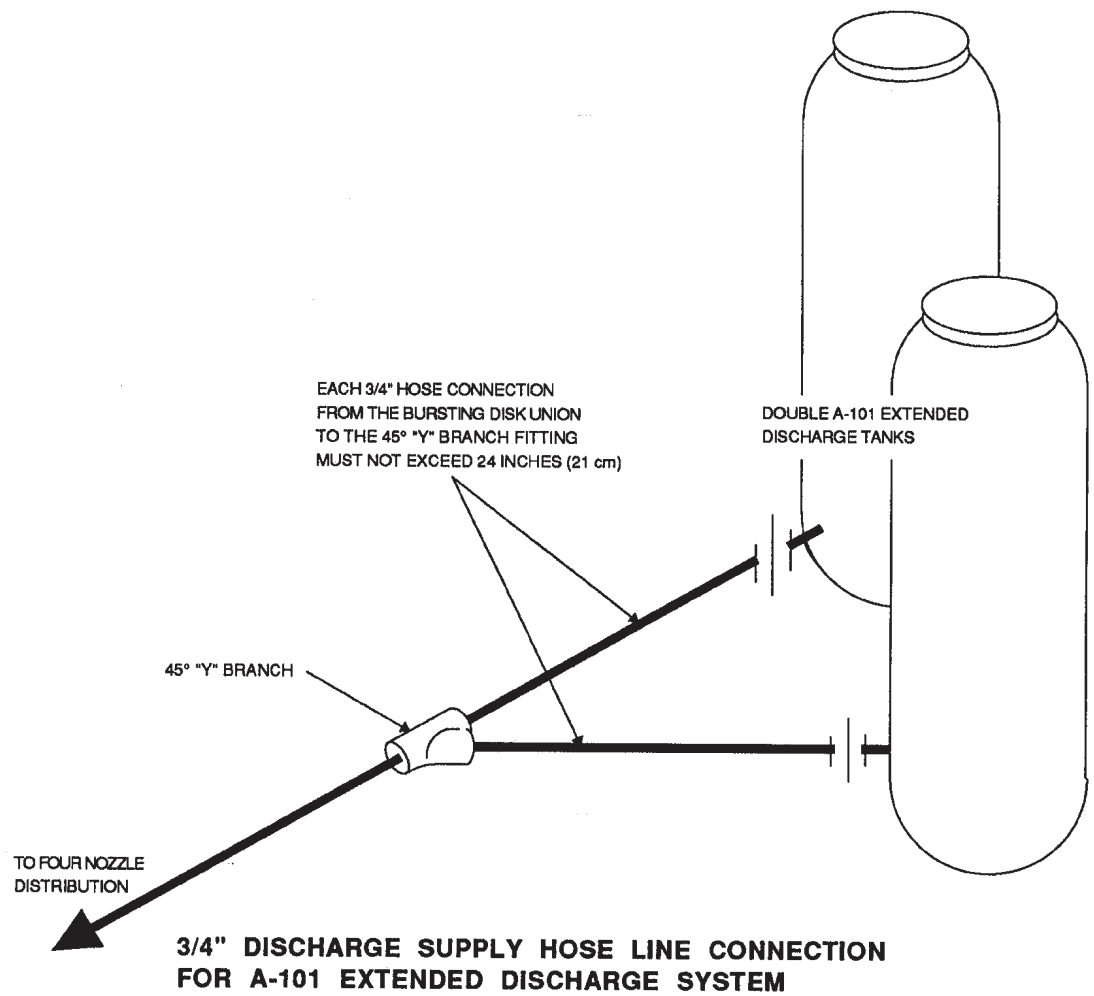 EACH 3/4" HOSE CONNECTION
FROM THE BURSTING DISK UNION
TO THE 45° "Y" BRANCH FITTING
MUST NOT EXCEED 24 INCHES (21 cm)
DOUBLE A-101 EXTENDED
DISCHARGE TANKS
45° "Y" BRANCH
TO FOUR NOZZLE
DISTRIBUTION
3/4" DISCHARGE SUPPLY HOSE LINE CONNECTION
FOR A-101 EXTENDED DISCHARGE SYSTEM